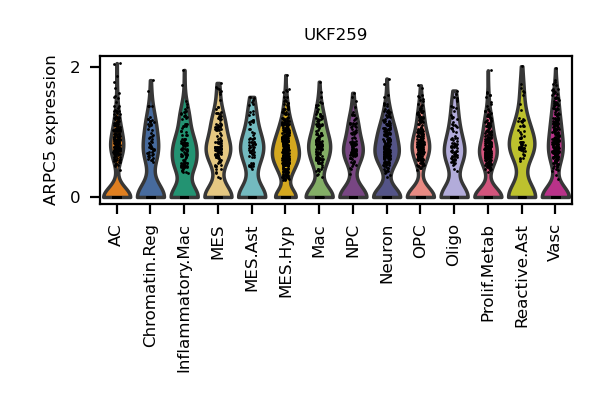 UKF259
ARPC5 expression
2
0
AC
Chromatin.Reg
Inflammatory.Mac
MES
MES.Ast
MES.Hyp
Mac
NPC
Neuron
OPC
Oligo
Prolif.Metab
Reactive.Ast
Vasc